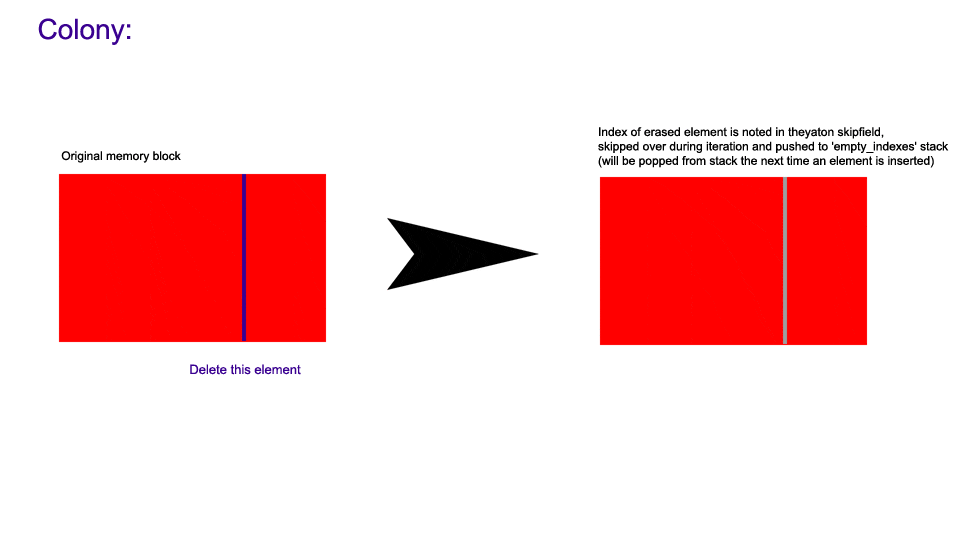 Colony:
Original memory block
Index of erased element is noted in theyaton skipfield,
skipped over during iteration and pushed to 'empty_indexes' stack
(will be popped from stack the next time an element is inserted)
Delete this element